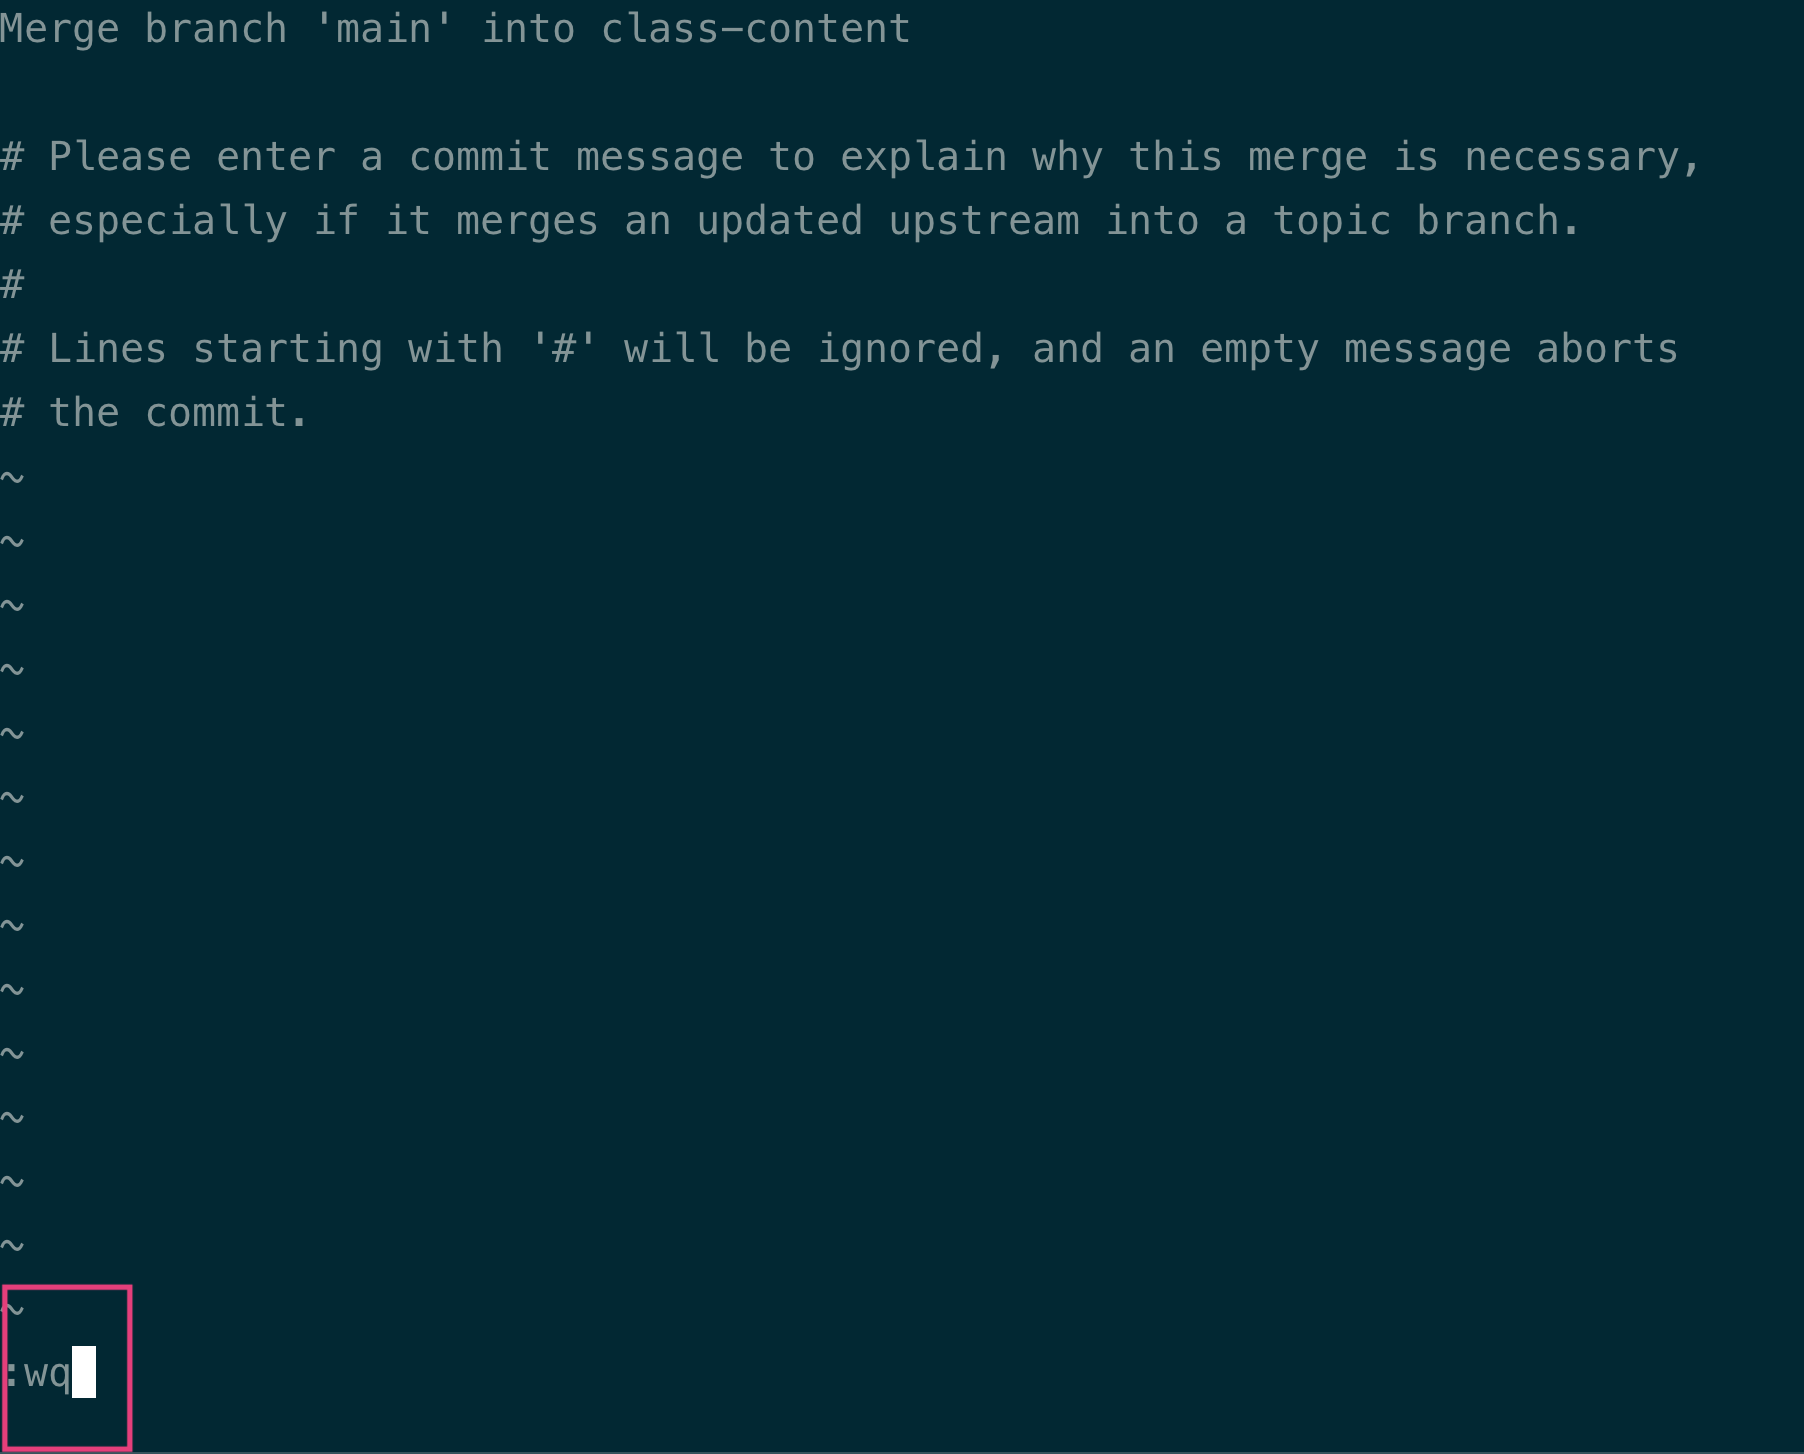 Merge branch 'main' into class-content
# Please enter a commit message to explain why this merge is necessary,
# especially if it merges an updated upstream into a topic branch.
#
# Lines starting with '#' will be ignored, and an empty message aborts
# the commit.
~
~
~
~
~
~
~
~
~
~
~
~
~
~
:wq